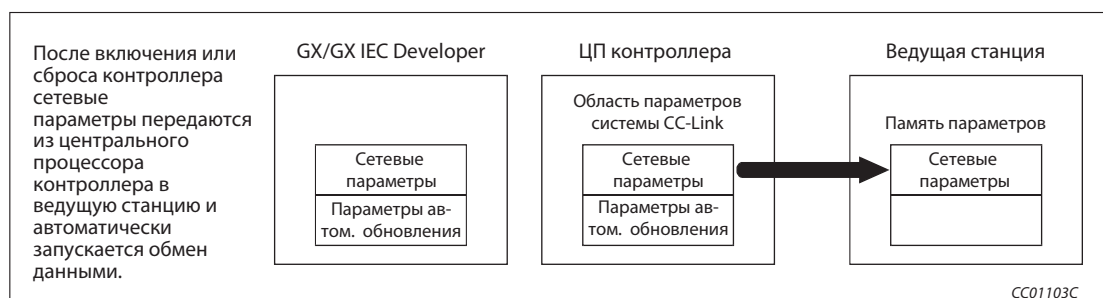 После включения или
сброса контроллера
сетевые
параметры передаются
из центрального
процессора
контроллера в
ведущую станцию и
автоматически
запускается обмен
данными.
GX/GX IEC Developer
Сетевые
параметры
Параметры ав-
том. обновления
ЦП контроллера
Область параметров
системы CC-Link
Сетевые
параметры
Параметры ав-
том. обновления
Ведущая станция
Память параметров
Сетевые
параметры
CC01103C